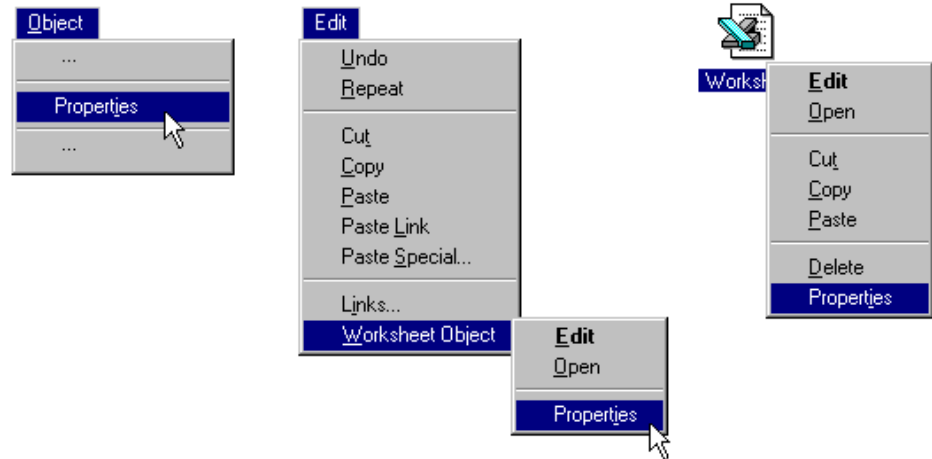 Object
...
Properties
...
Edit
Undo
Repeat
Cut
Copy
Paste
Paste Link
Paste Special...
Links...
Worksheet Object
Edit
Open
Properties
Worksh
Edit
Open
Cut
Copy
Paste
Delete
Properties